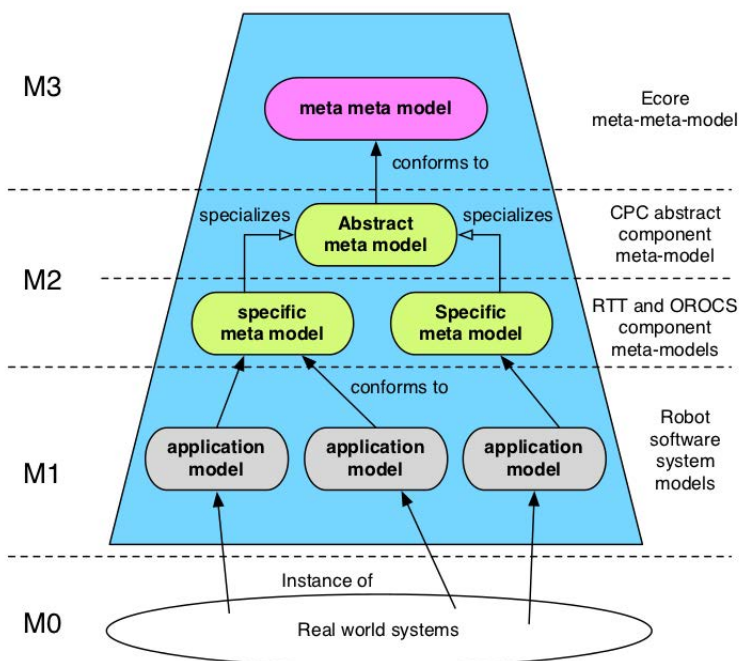 M3
meta meta model
Ecore
meta-meta-model
conforms to
specializes
Abstract
meta model
specializes
CPC abstract
component
meta-model
M2
specific
meta model
Specific
meta model
RTT and OROCS
component
meta-models
conforms to
M1
application
model
application
model
application
model
Robot
software
system
models
Instance of
M0
Real world systems